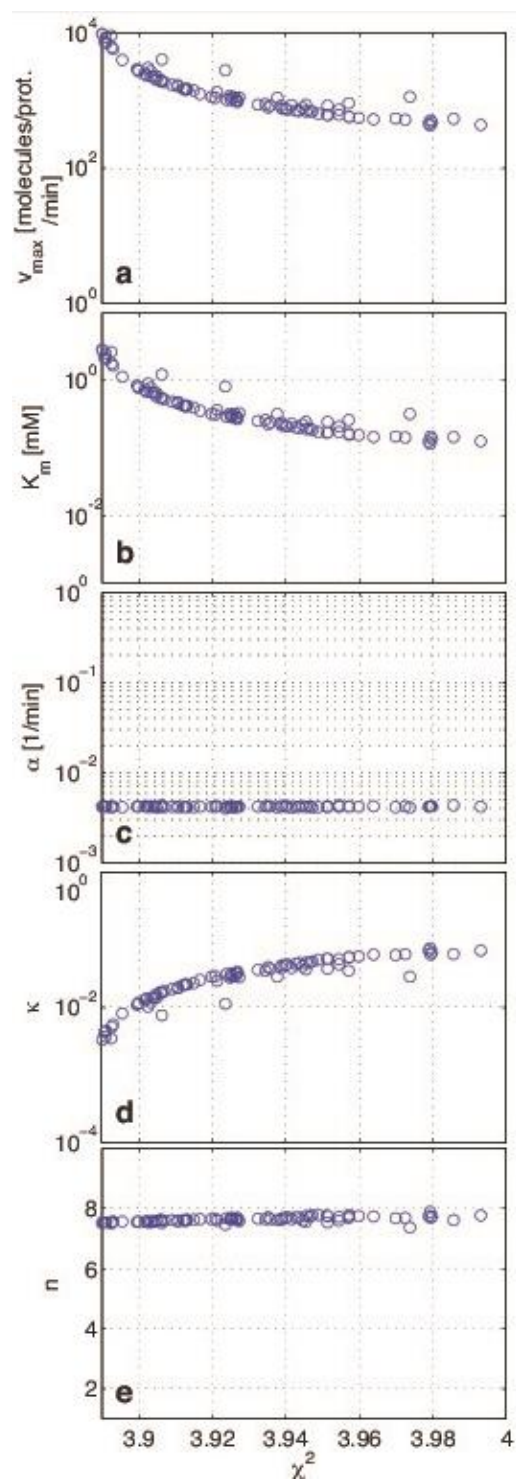 10^4
10^2
10^0
v_max [molecules/prot.
/min]
a
10^0
10^-2
10^0
K_m [mM]
b
10^0
10^-1
10^-2
10^-3
α [1/min]
c
10^0
10^-2
10^-4
κ
d
8
6
4
2
n
e
3.9 3.92 3.94 3.96 3.98 4
χ^2